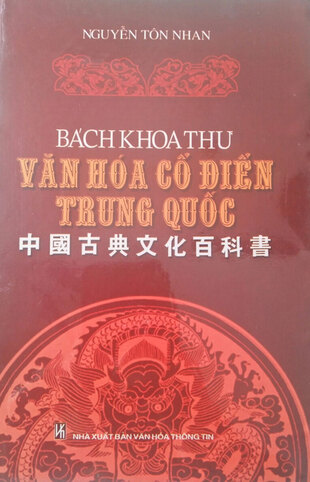 NGUYỄN TÔN NHAN
BÁCH KHOA THƯ
VĂN HÓA CỔ ĐIỂN
TRUNG QUỐC
中國古典文化百科書
NHÀ XUẤT BẢN VĂN HÓA THÔNG TIN